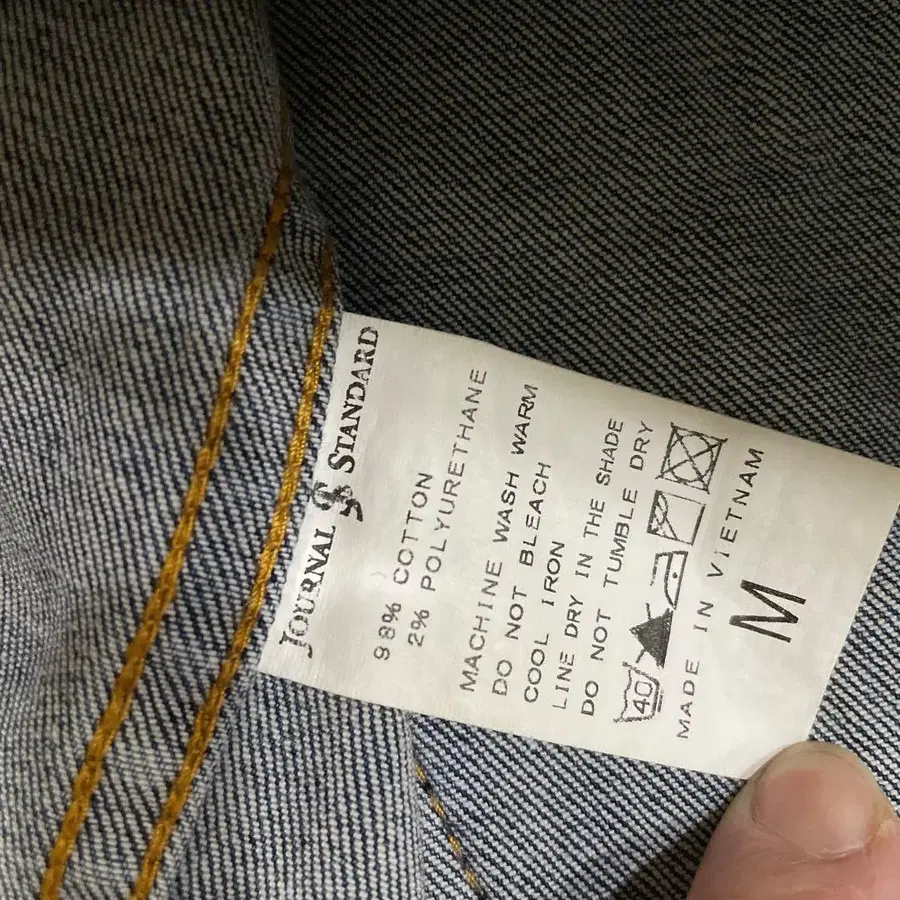 JOURNAL STANDARD
98% COTTON
2% POLYURETHANE
MACHINE WASH WARM
DO NOT BLEACH
COOL IRON
LINE DRY IN THE SHADE
DO NOT TUMBLE DRY
40
MADE IN VIETNAM
M